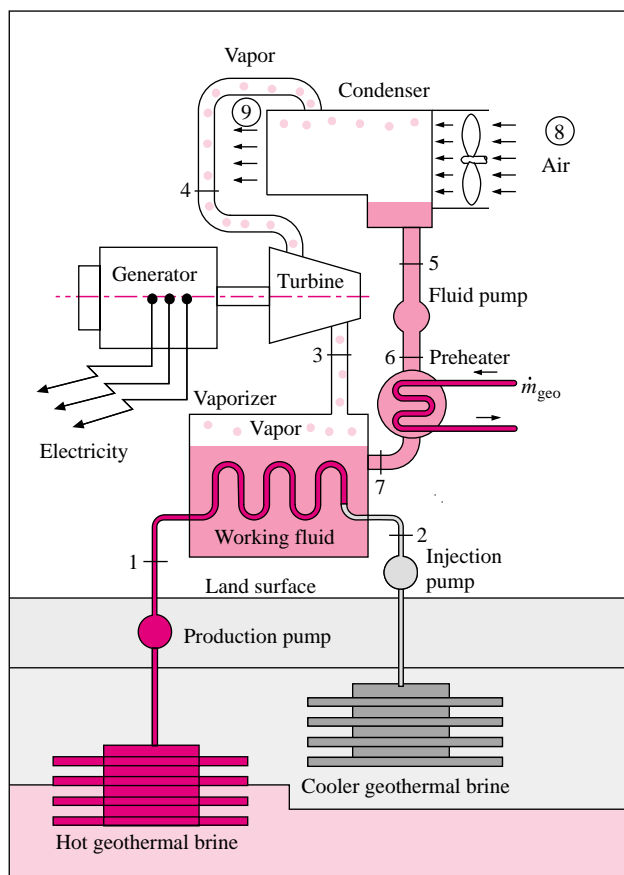 Vapor
Condenser
9
8
Air
4
5
Generator
Turbine
Fluid pump
3
6
Preheater
ṁgeo
Vaporizer
Vapor
Electricity
7
Working fluid
2
1
Injection
pump
Land surface
Production pump
Cooler geothermal brine
Hot geothermal brine